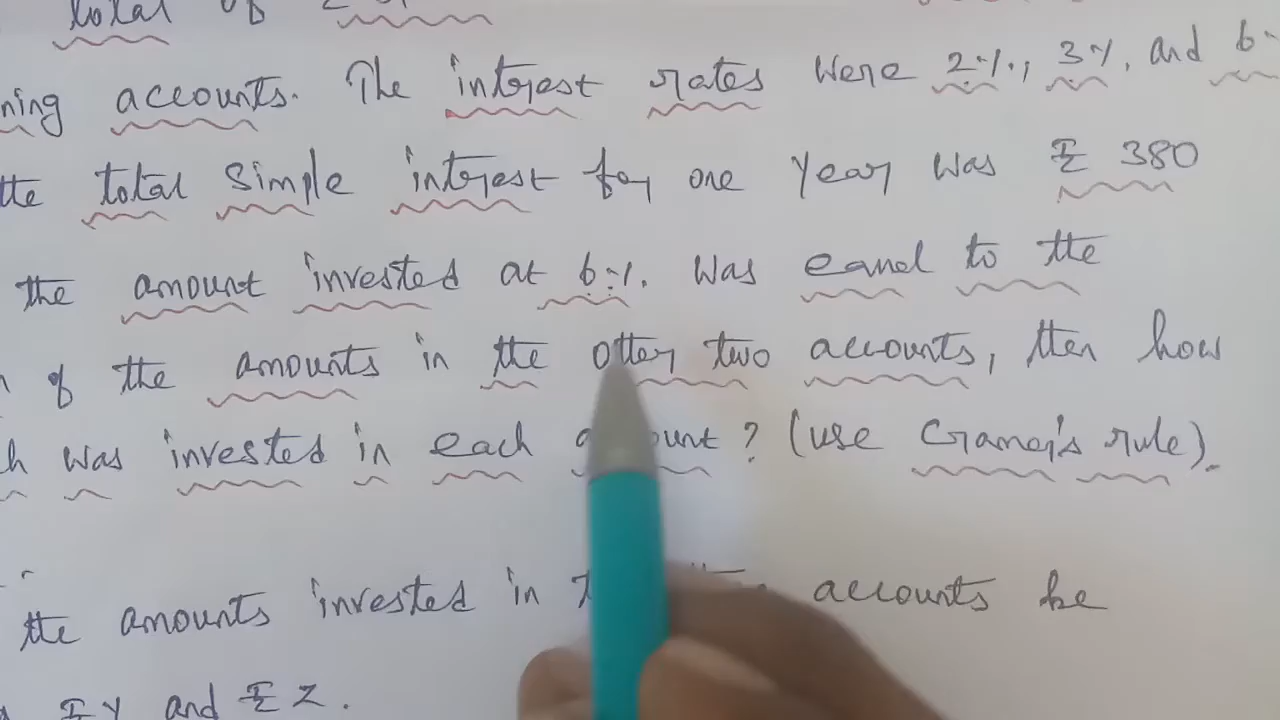 total of
ning accounts. The interest rates were 2%, 3%, and 6
the total simple interest for one year was ₤ 380
the amount invested at 6%. was equal to the
of the amounts in the other two accounts, then how
h was invested in each account? (use Cramer's rule).
the amounts invested in accounts be
₤ Y and ₤ Z.